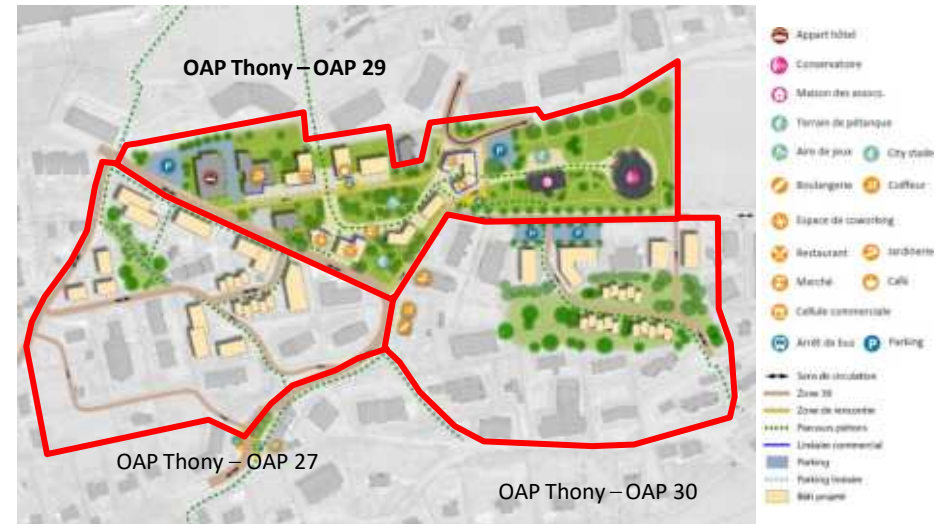 OAP Thony – OAP 29
OAP Thony – OAP 27
OAP Thony – OAP 30
Appart hôtel
Conservatoire
Maison des assocs.
Terrain de pétanque
Aire de jeux
City stade
Boulangerie
Coiffeur
Espace de coworking
Restaurant
Jardinerie
Marché
Café
Cellule commerciale
Arrêt de bus
P Parking
Sens de circulation
Zone 30
Zone de rencontre
Parcours piétons
Linéaire commercial
Parking
Parking linéaire
Bâti projeté
P
P